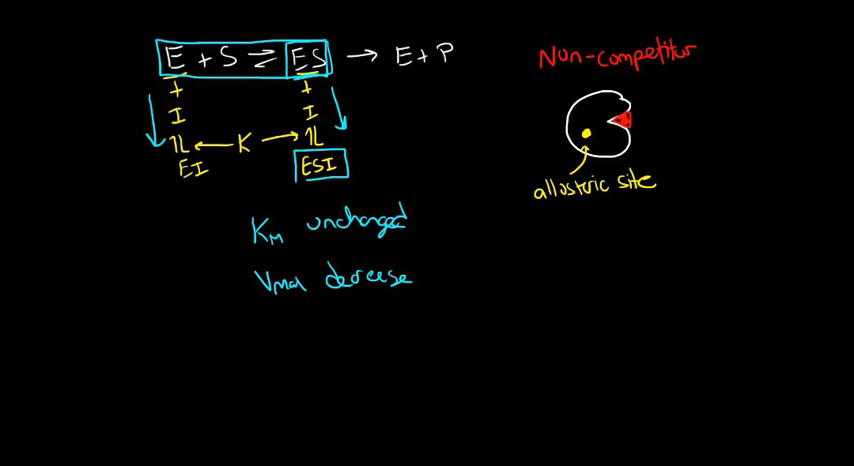 E + S ⇌ ES → E + P
Non-competitor
+ +
I I
⇌ ← K → ⇌
EI ESI
allosteric site
KM unchanged
Vmax decrease